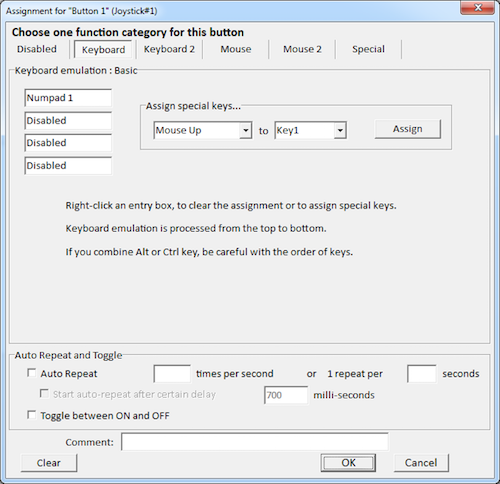 Assignment for "Button 1" (Joystick#1)
Choose one function category for this button
Disabled Keyboard Keyboard 2 Mouse Mouse 2 Special
Keyboard emulation : Basic
Numpad 1
Disabled
Disabled
Disabled
Assign special keys...
Mouse Up to Key1 Assign
Right-click an entry box, to clear the assignment or to assign special keys.
Keyboard emulation is processed from the top to bottom.
If you combine Alt or Ctrl key, be careful with the order of keys.
Auto Repeat and Toggle
Auto Repeat times per second or 1 repeat per seconds
Start auto-repeat after certain delay 700 milli-seconds
Toggle between ON and OFF
Comment:
Clear OK Cancel